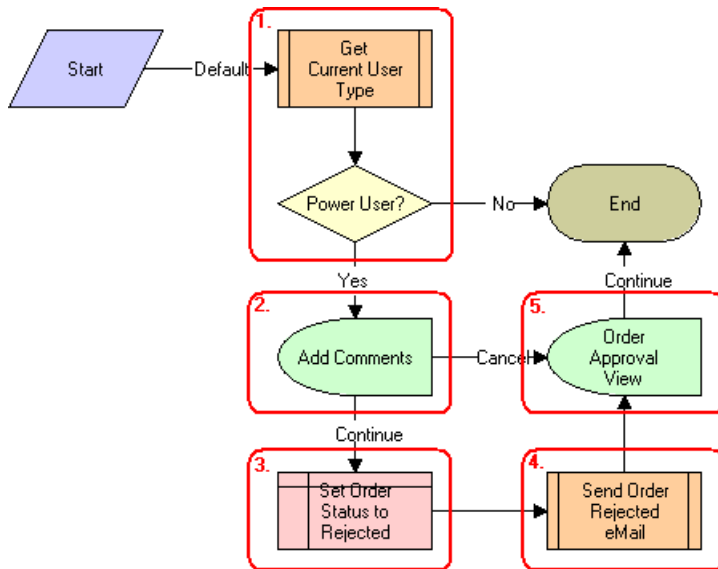 1.
Get
Current User
Type
Start
Default
Power User?
No
End
Yes
Continue
2.
Add Comments
Cancel
5.
Order
Approval
View
Continue
3.
Set Order
Status to
Rejected
4.
Send Order
Rejected
eMail